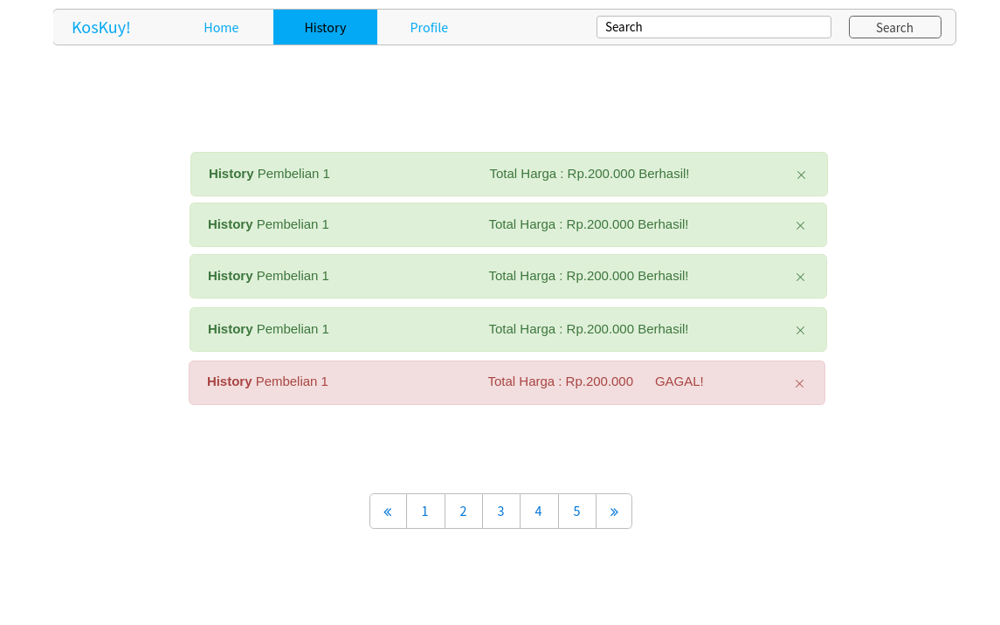 KosKuy! Home History Profile Search Search
History Pembelian 1 Total Harga : Rp.200.000 Berhasil! ×
History Pembelian 1 Total Harga : Rp.200.000 Berhasil! ×
History Pembelian 1 Total Harga : Rp.200.000 Berhasil! ×
History Pembelian 1 Total Harga : Rp.200.000 Berhasil! ×
History Pembelian 1 Total Harga : Rp.200.000 GAGAL! ×
« 1 2 3 4 5 »